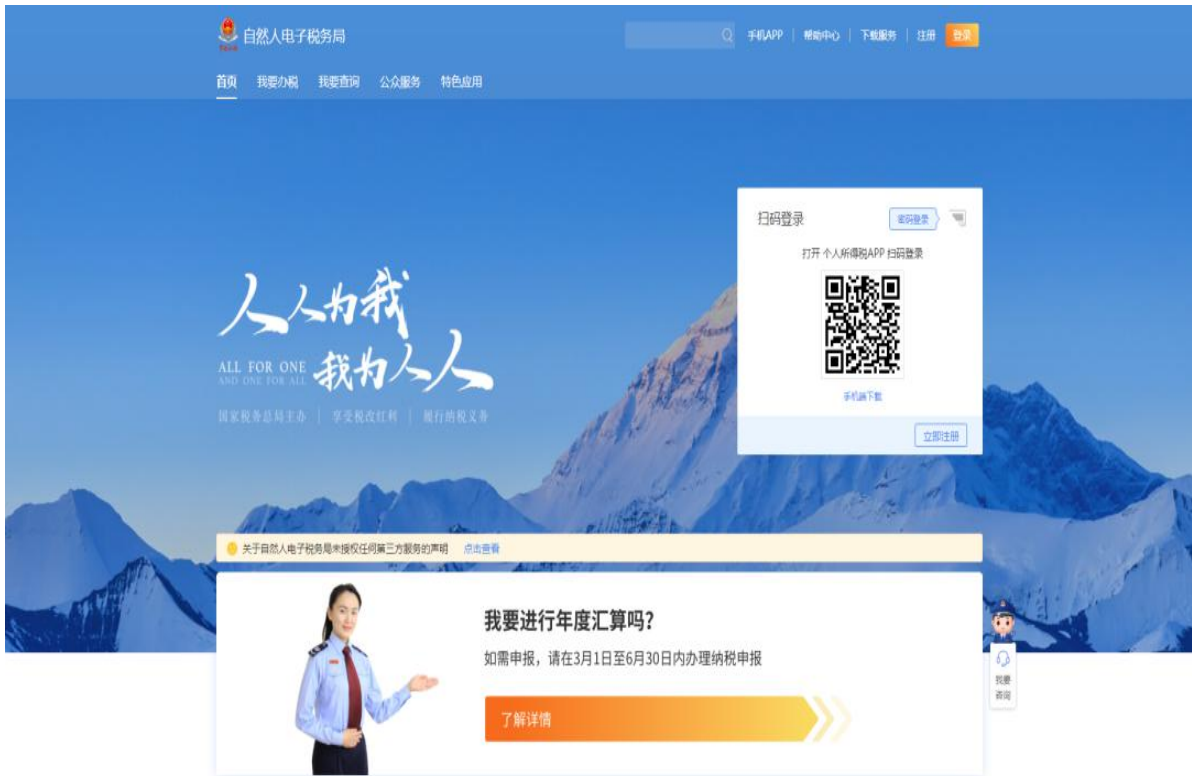 自然人电子税务局
手机APP | 帮助中心 | 下载服务 | 注册 登录
首页 我要办税 我要查询 公众服务 特色应用
扫码登录 密码登录
打开 个人所得税APP 扫码登录
手机端下载
立即注册
人人为我
ALL FOR ONE
AND ONE FOR ALL
我为人人
国家税务总局主办 | 享受税改红利 | 履行纳税义务
关于自然人电子税务局未授权任何第三方服务的声明 点击查看
我要进行年度汇算吗?
如需申报，请在3月1日至6月30日内办理纳税申报
了解详情
我要
咨询